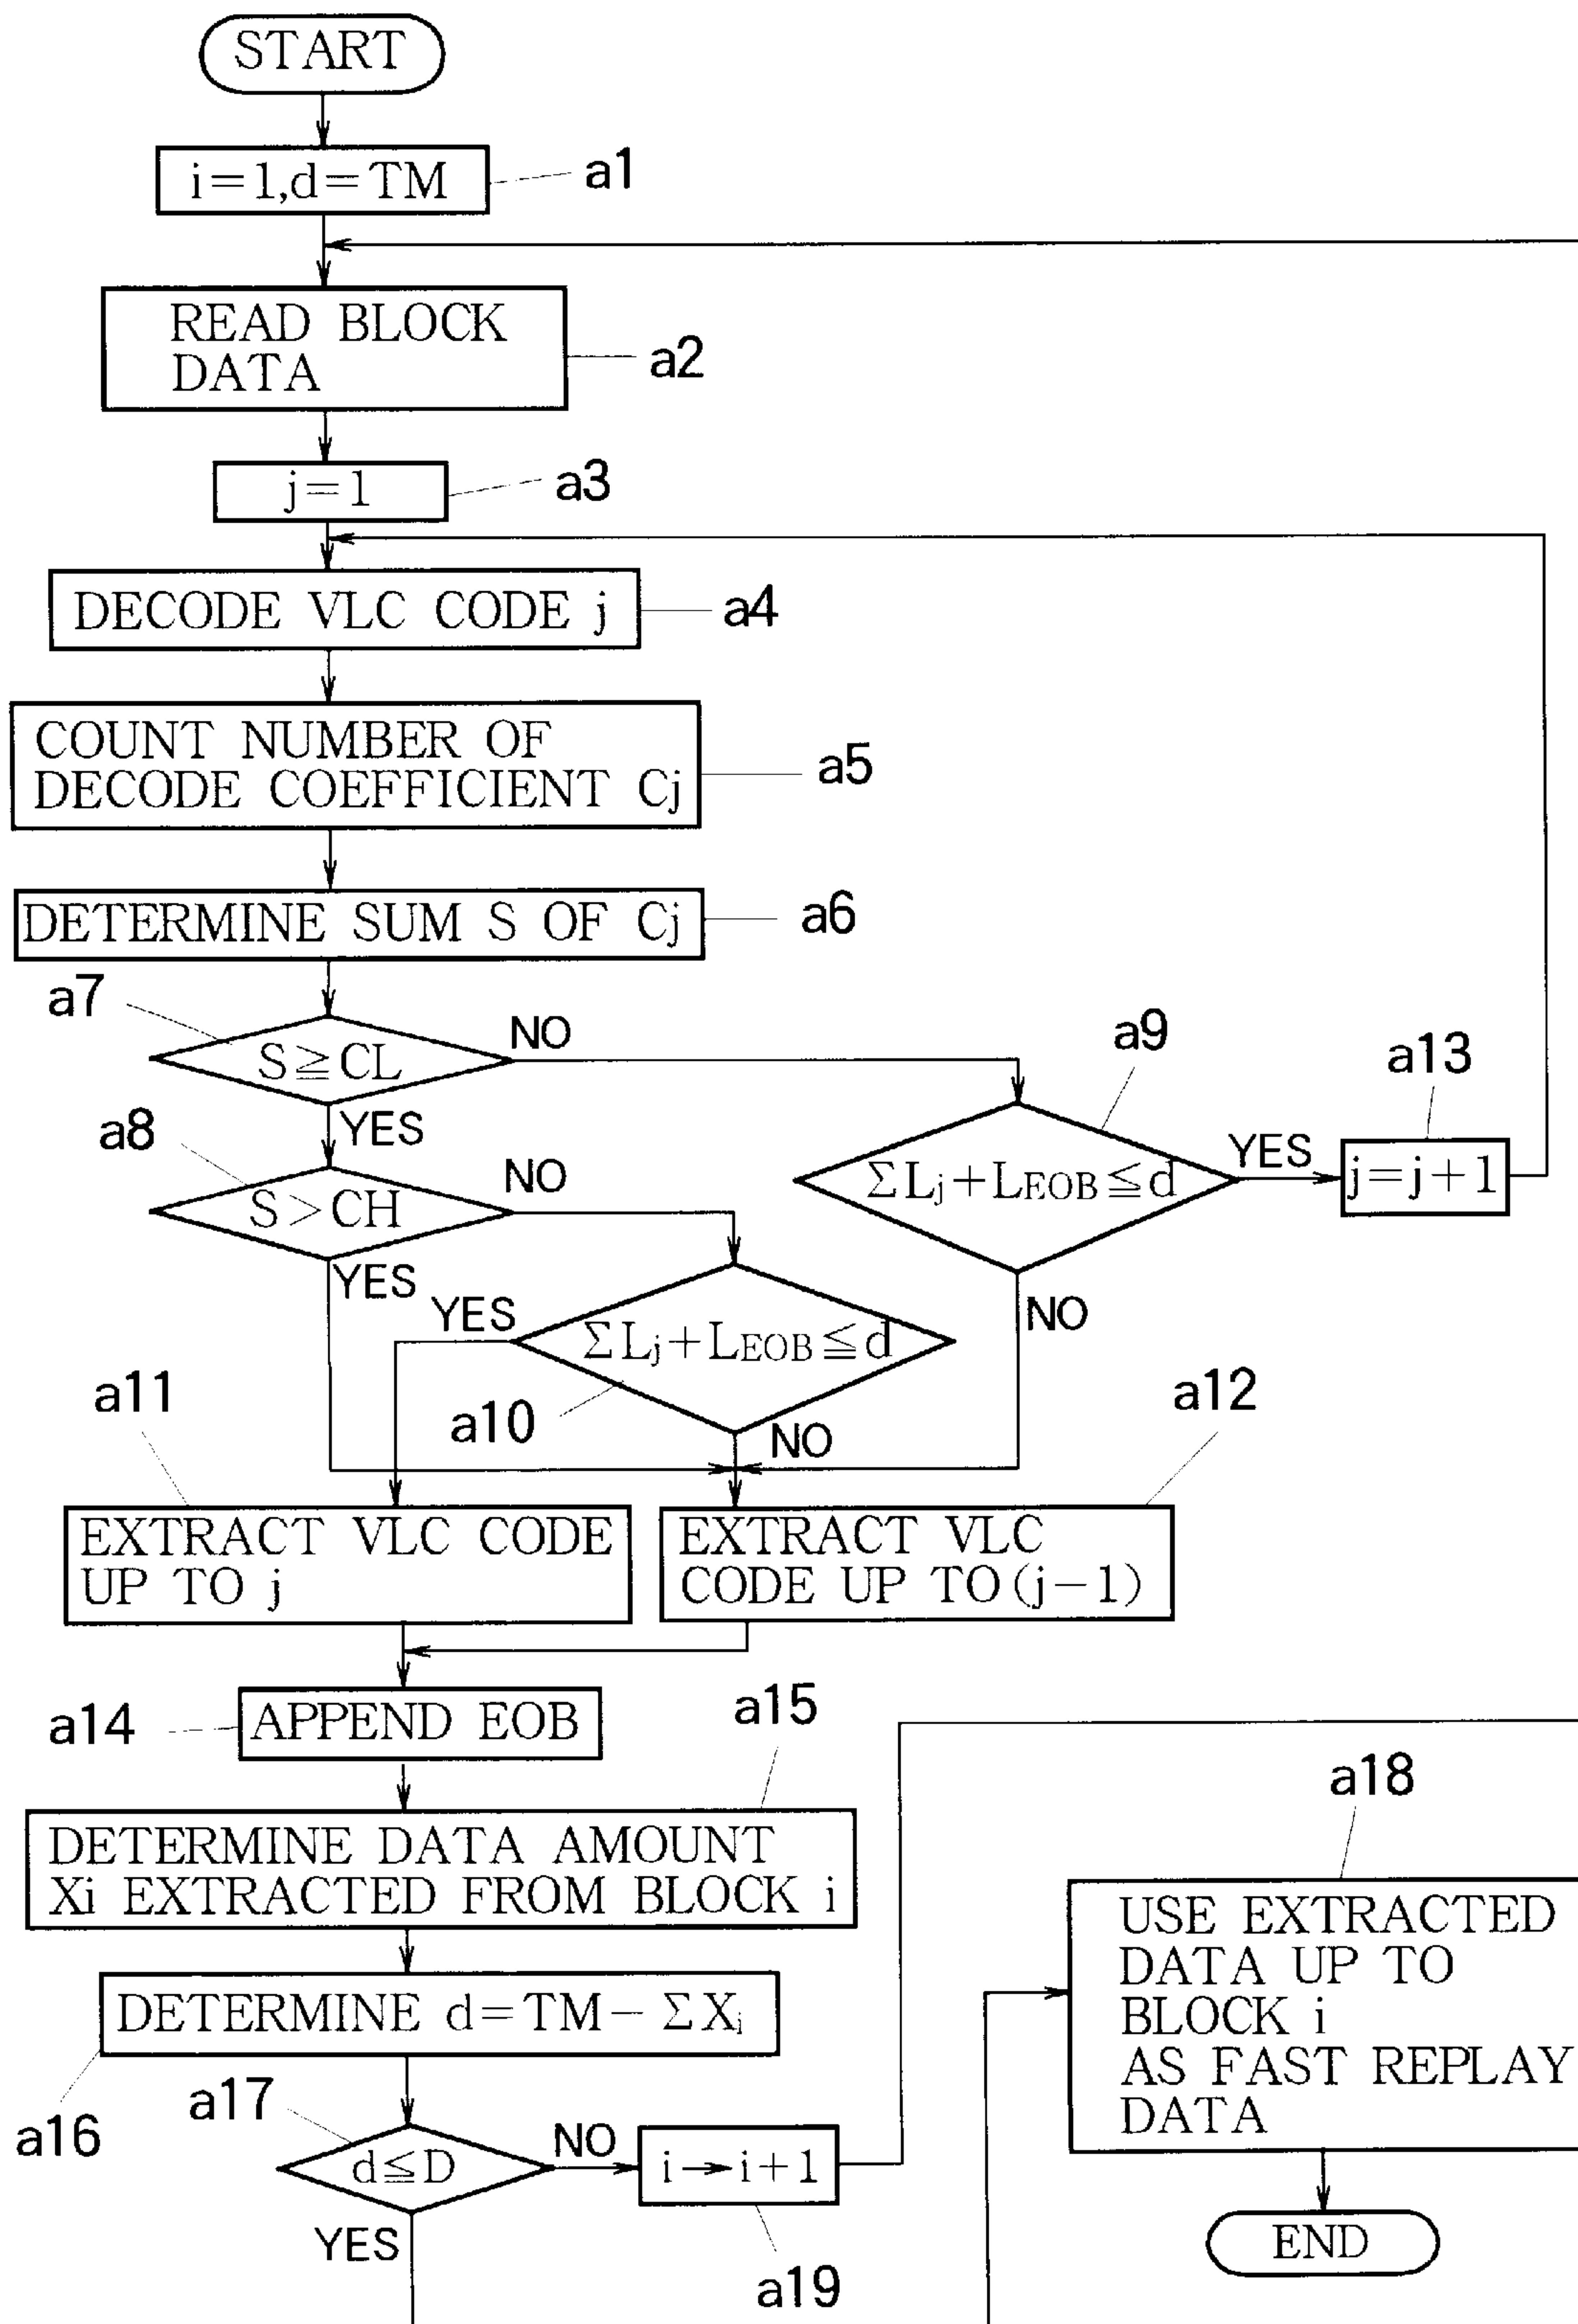 START
i=1,d=TM
a1
READ BLOCK
DATA
a2
j=1
a3
DECODE VLC CODE j
a4
COUNT NUMBER OF
DECODE COEFFICIENT Cj
a5
DETERMINE SUM S OF Cj
a6
a7
S≧CL
NO
YES
a9
ΣLj+LEOB≦d
YES
NO
a13
j=j+1
a8
S>CH
NO
YES
YES
ΣLj+LEOB≦d
a10
NO
a11
EXTRACT VLC CODE
UP TO j
a12
EXTRACT VLC
CODE UP TO(j−1)
a14
APPEND EOB
a15
DETERMINE DATA AMOUNT
Xi EXTRACTED FROM BLOCK i
DETERMINE d=TM−ΣXi
a16
a17
d≦D
NO
YES
i→i+1
a19
a18
USE EXTRACTED
DATA UP TO
BLOCK i
AS FAST REPLAY
DATA
END